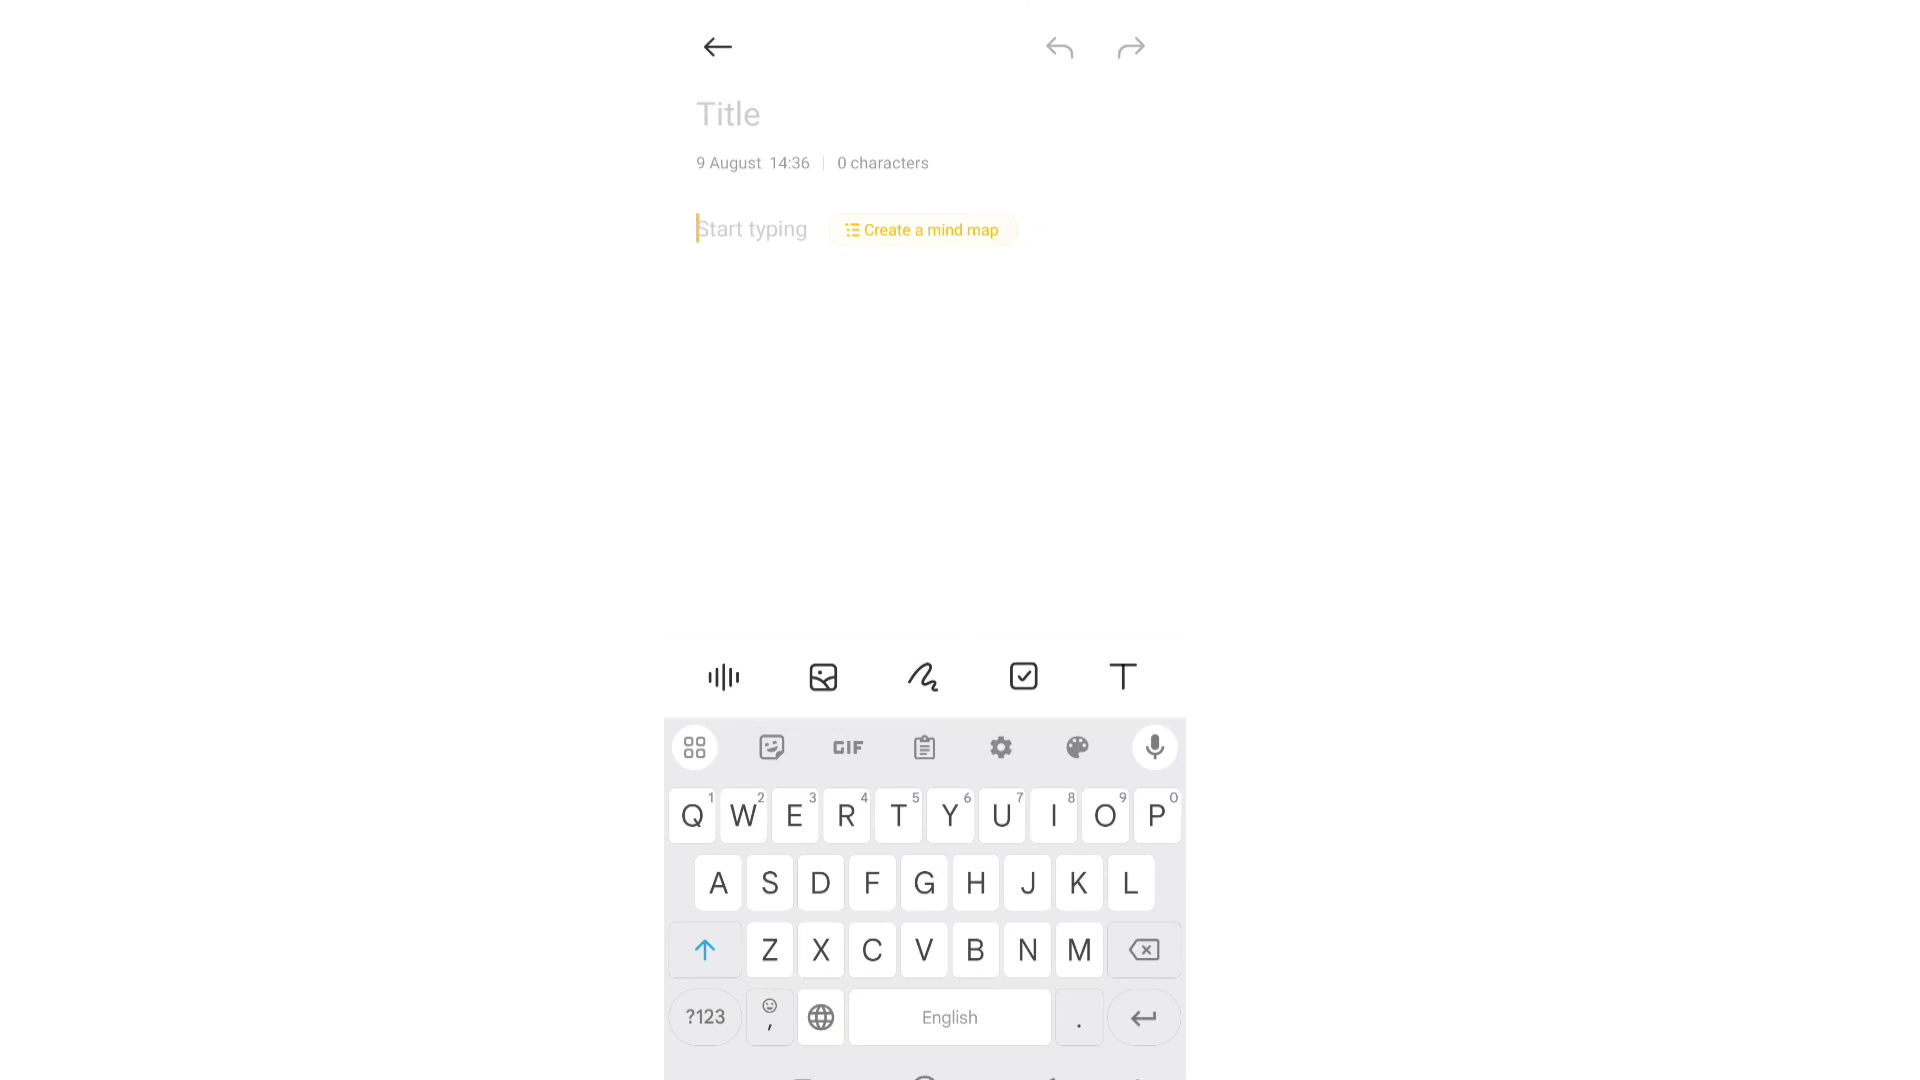 Title
9 August 14:36 | 0 characters
Start typing Create a mind map
GIF
Q1 W2 E3 R4 T5 Y6 U7 I8 O9 P0
A S D F G H J K L
Z X C V B N M
?123 , English .